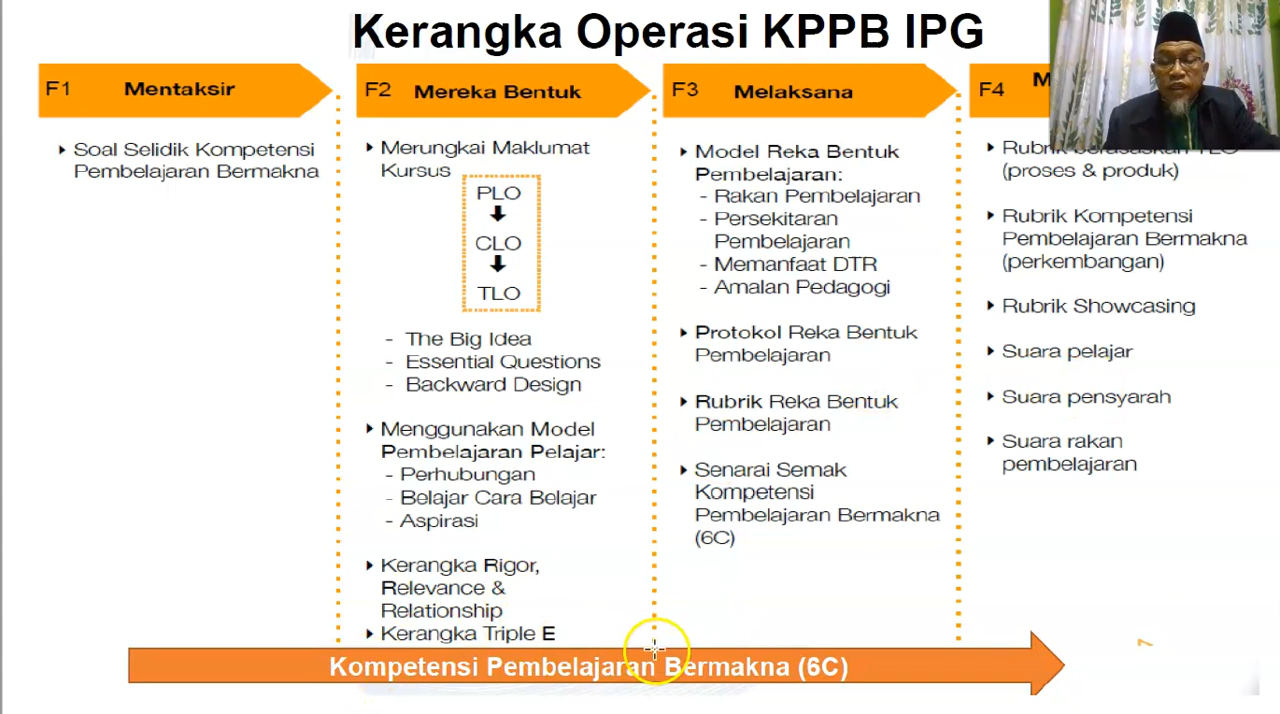 Kerangka Operasi KPPB IPG
F1 Mentaksir
Soal Selidik Kompetensi
Pembelajaran Bermakna
F2 Mereka Bentuk
Merungkai Maklumat
Kursus
PLO
CLO
TLO
- The Big Idea
- Essential Questions
- Backward Design
Menggunakan Model
Pembelajaran Pelajar:
- Perhubungan
- Belajar Cara Belajar
- Aspirasi
Kerangka Rigor,
Relevance &
Relationship
Kerangka Triple E
F3 Melaksana
Model Reka Bentuk
Pembelajaran:
- Rakan Pembelajaran
- Persekitaran
Pembelajaran
- Memanfaat DTR
- Amalan Pedagogi
Protokol Reka Bentuk
Pembelajaran
Rubrik Reka Bentuk
Pembelajaran
Senarai Semak
Kompetensi
Pembelajaran Bermakna
(6C)
F4
Rubrik
(proses & produk)
Rubrik Kompetensi
Pembelajaran Bermakna
(perkembangan)
Rubrik Showcasing
Suara pelajar
Suara pensyarah
Suara rakan
pembelajaran
Kompetensi Pembelajaran Bermakna (6C)